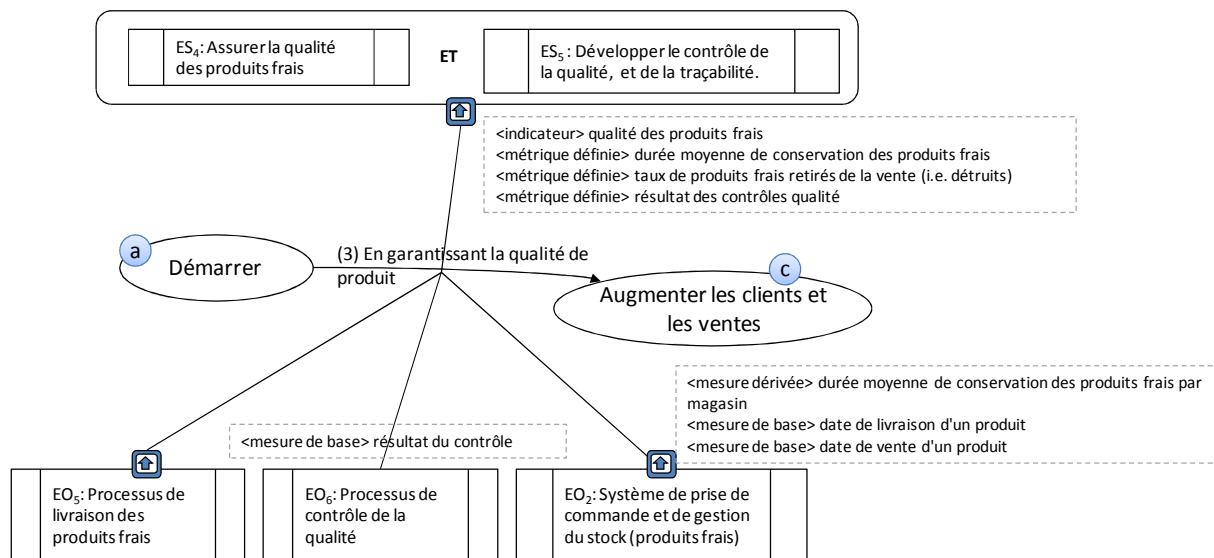 ES₄: Assurer la qualité
des produits frais
ET
ES₅ : Développer le contrôle de
la qualité, et de la traçabilité.
<indicateur> qualité des produits frais
<métrique définie> durée moyenne de conservation des produits frais
<métrique définie> taux de produits frais retirés de la vente (i.e. détruits)
<métrique définie> résultat des contrôles qualité
a
Démarrer
(3) En garantissant la qualité de
produit
c
Augmenter les clients et
les ventes
<mesure dérivée> durée moyenne de conservation des produits frais par
magasin
<mesure de base> date de livraison d'un produit
<mesure de base> date de vente d'un produit
<mesure de base> résultat du contrôle
EO₅: Processus de
livraison des
produits frais
EO₆: Processus de
contrôle de la
qualité
EO₂: Système de prise de
commande et de gestion
du stock (produits frais)